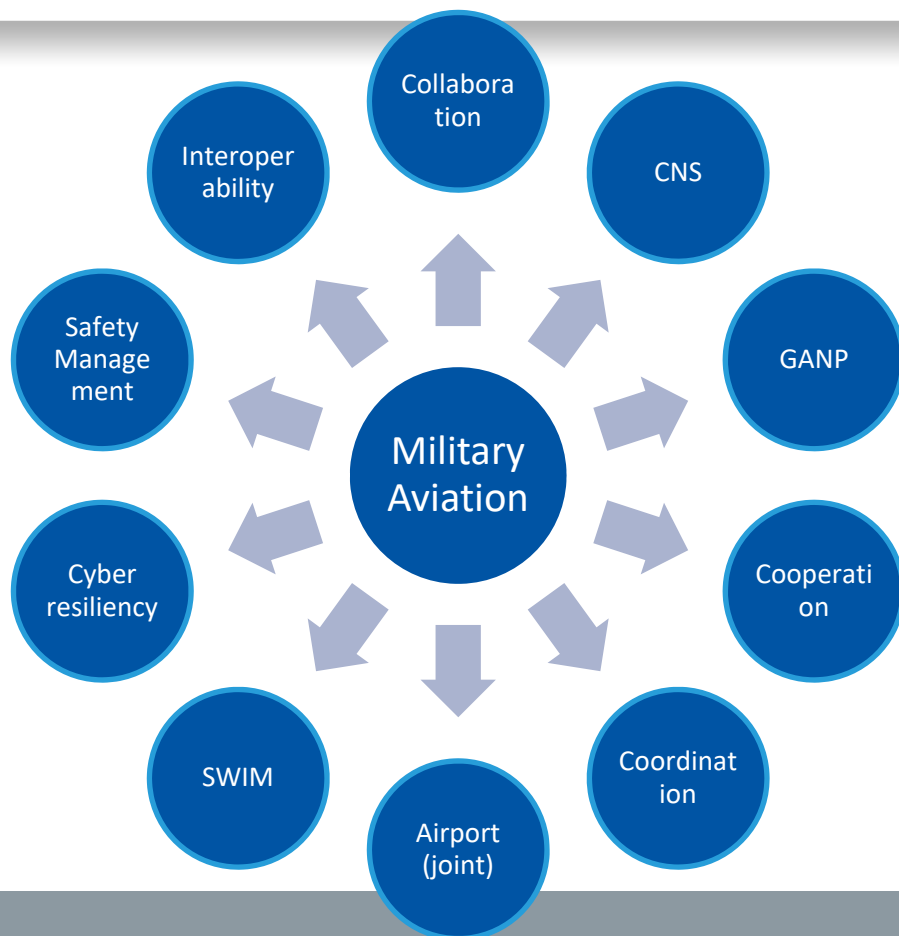 Collabora
tion
Interoper
ability
CNS
Safety
Manage
ment
GANP
Military
Aviation
Cyber
resiliency
Cooperati
on
SWIM
Coordinat
ion
Airport
(joint)